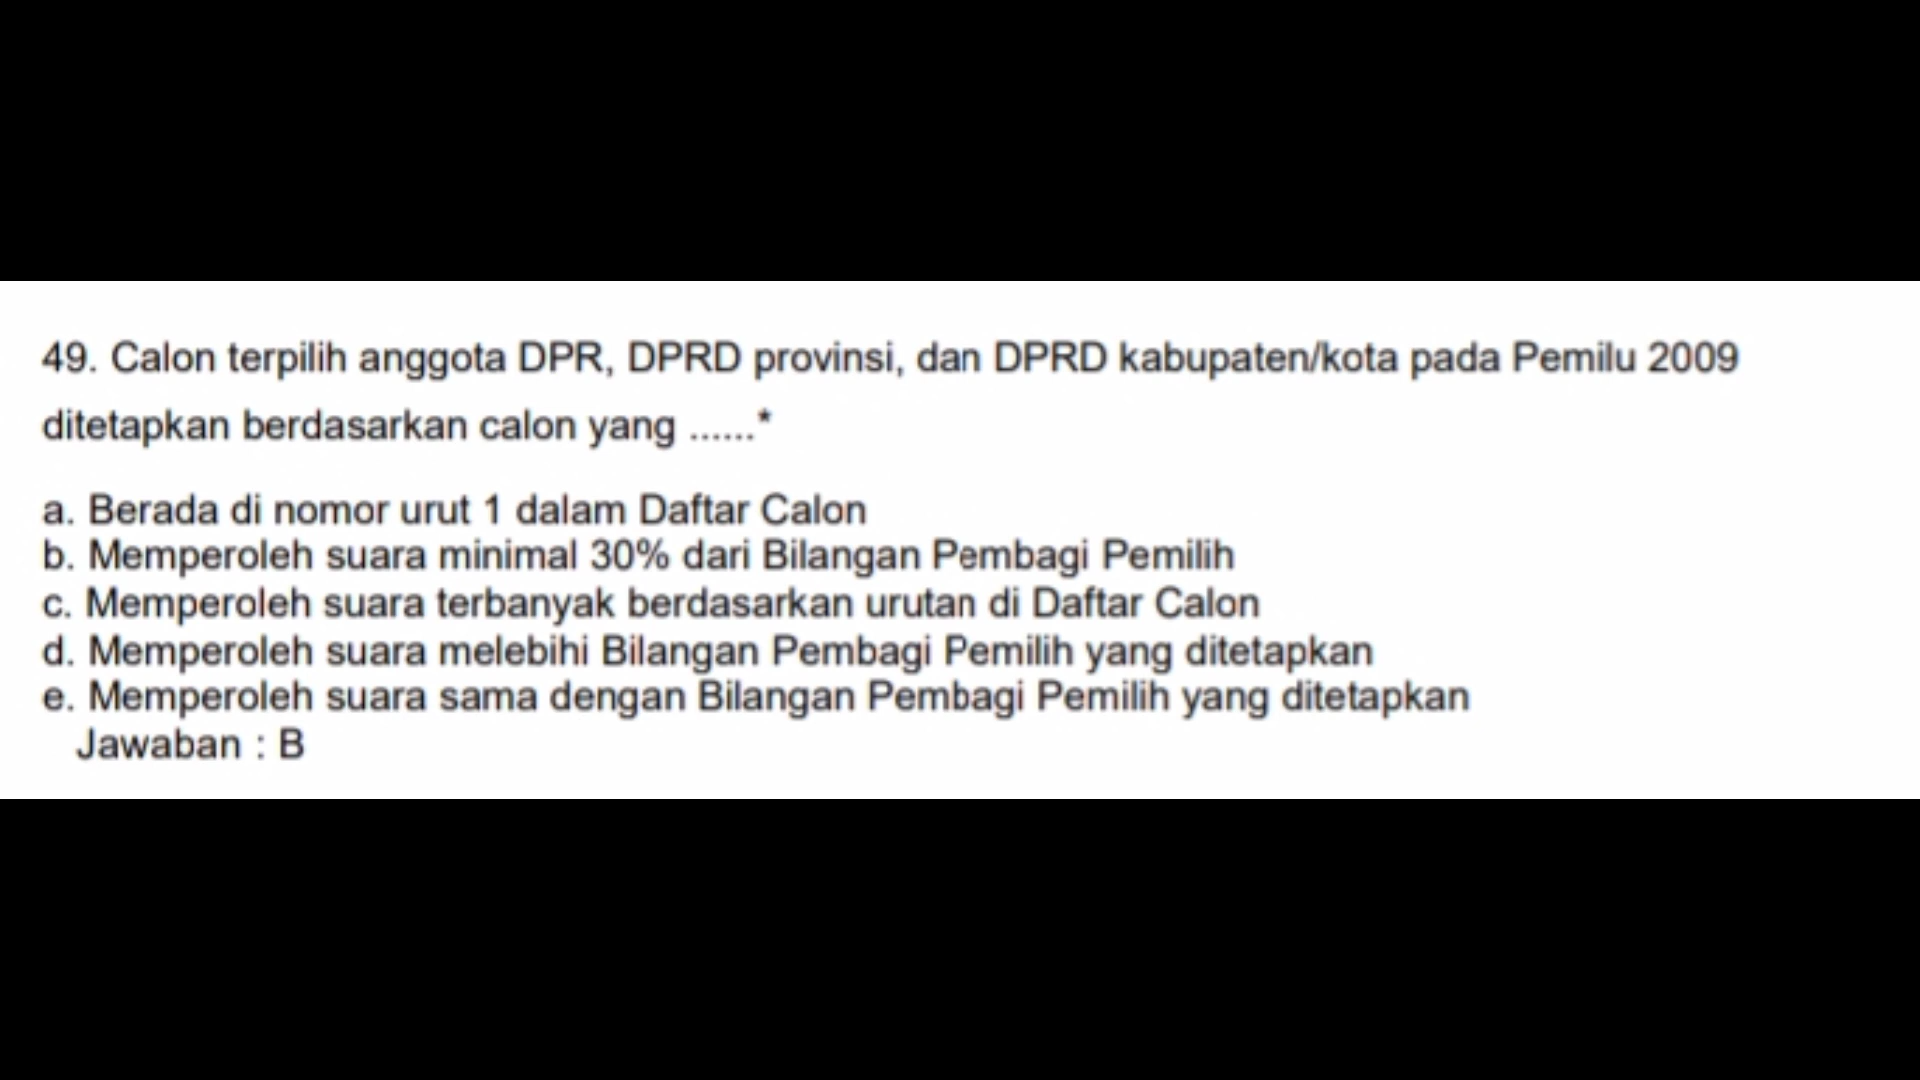 49. Calon terpilih anggota DPR, DPRD provinsi, dan DPRD kabupaten/kota pada Pemilu 2009
ditetapkan berdasarkan calon yang ......*
a. Berada di nomor urut 1 dalam Daftar Calon
b. Memperoleh suara minimal 30% dari Bilangan Pembagi Pemilih
c. Memperoleh suara terbanyak berdasarkan urutan di Daftar Calon
d. Memperoleh suara melebihi Bilangan Pembagi Pemilih yang ditetapkan
e. Memperoleh suara sama dengan Bilangan Pembagi Pemilih yang ditetapkan
Jawaban : B